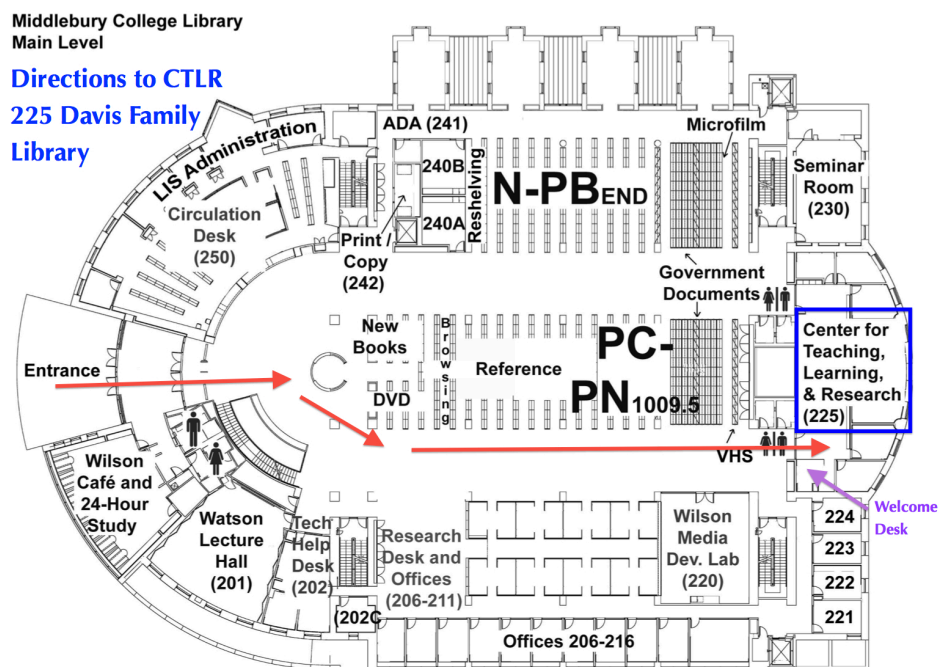 Middlebury College Library
Main Level
Directions to CTLR
225 Davis Family
Library
LIS Administration
Circulation
Desk
(250)
ADA (241)
240B
240A
Reshelving
Print /
Copy
(242)
N-PB END
Microfilm
Seminar
Room
(230)
Government
Documents
Entrance
New
Books
DVD
Browsing
Reference
PC-
PN 1009.5
Center for
Teaching,
Learning,
& Research
(225)
VHS
Welcome
Desk
Wilson
Café and
24-Hour
Study
Watson
Lecture
Hall
(201)
Tech
Help
Desk
(202)
(202C
Research
Desk and
Offices
(206-211)
Wilson
Media
Dev. Lab
(220)
224
223
222
221
Offices 206-216